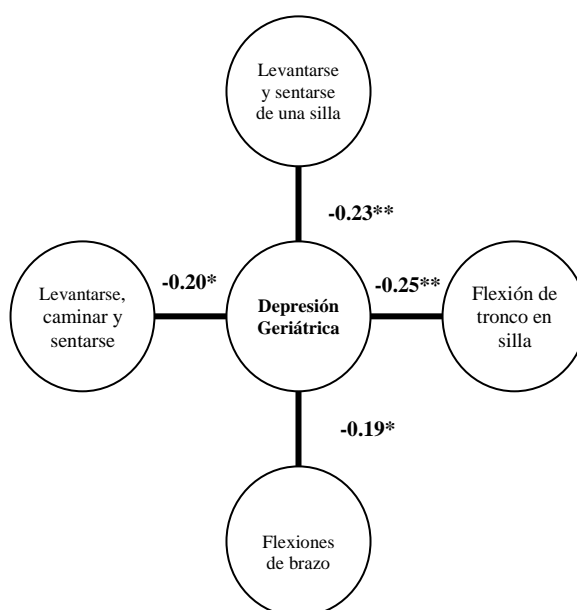 Levantarse
y sentarse
de una silla
-0.23**
Levantarse,
caminar y
sentarse
-0.20*
Depresión
Geriátrica
-0.25**
Flexión de
tronco en
silla
-0.19*
Flexiones
de brazo